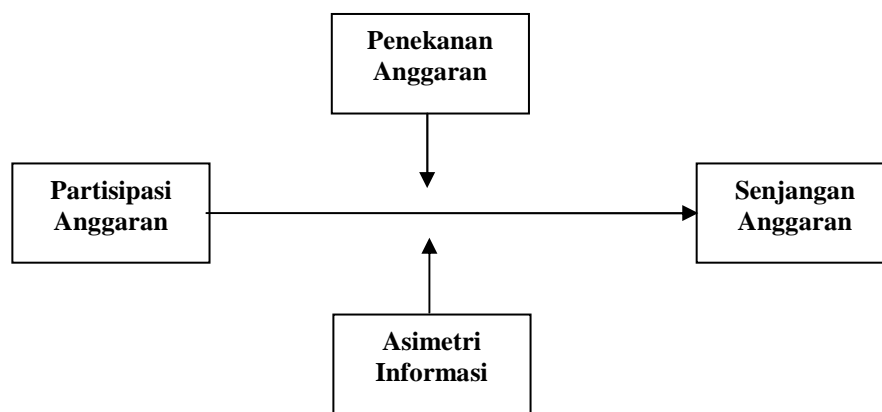 Penekanan
Anggaran
Partisipasi
Anggaran
Senjangan
Anggaran
Asimetri
Informasi